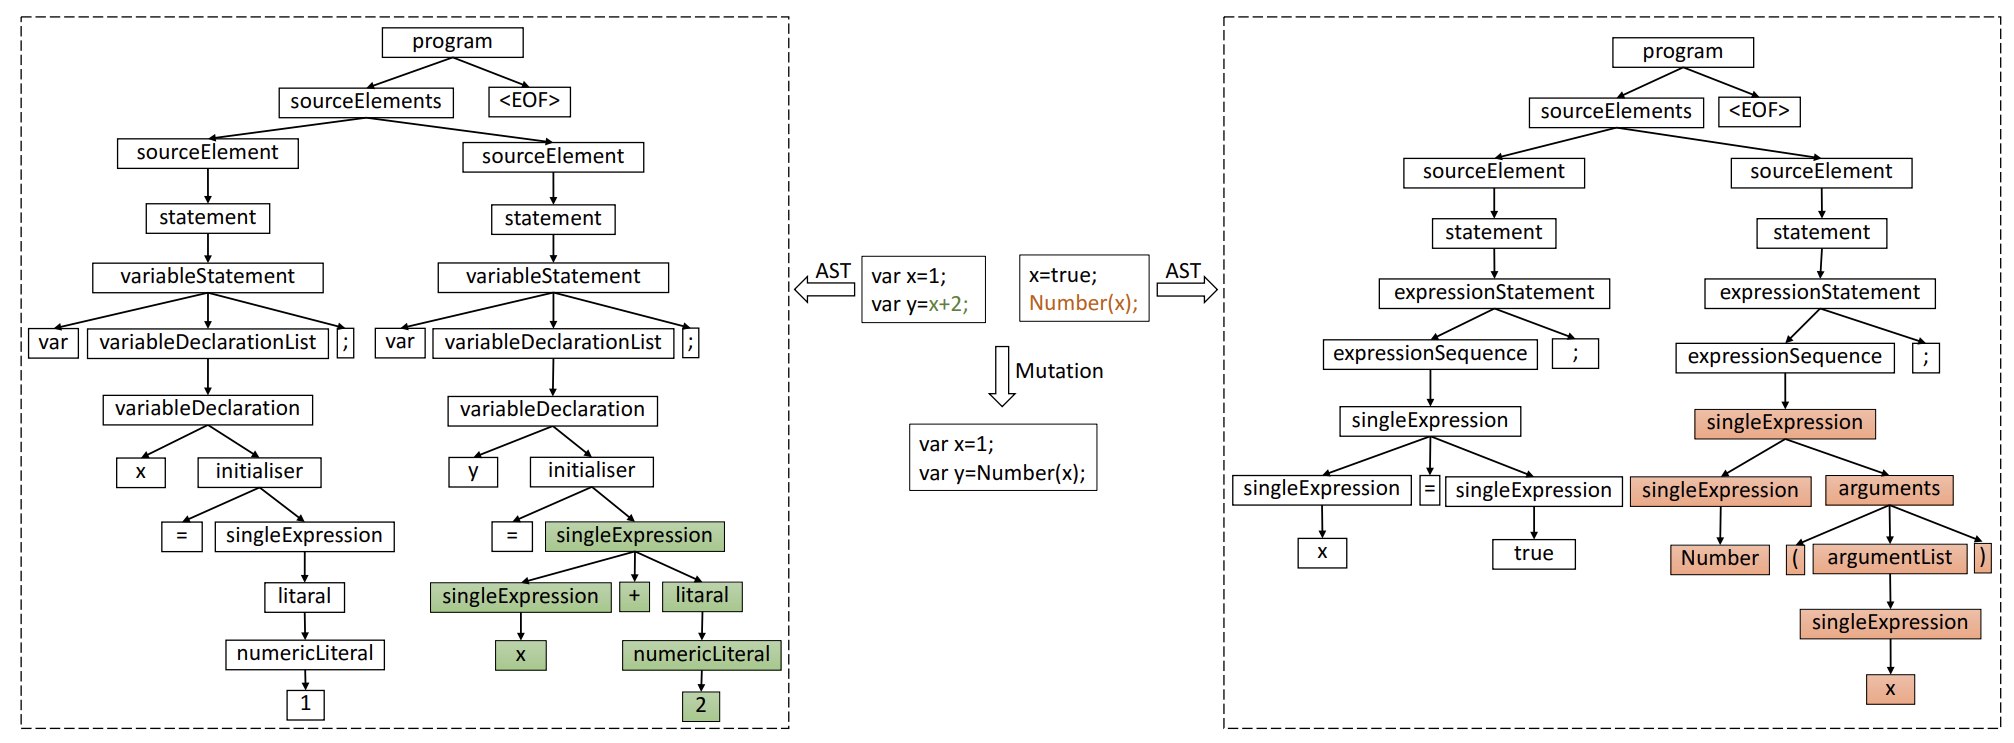 program
sourceElements
<EOF>
sourceElement
sourceElement
statement
statement
variableStatement
variableStatement
var
variableDeclarationList
;
var
variableDeclarationList
;
variableDeclaration
variableDeclaration
x
initialiser
y
initialiser
=
singleExpression
=
singleExpression
litaral
singleExpression
+
litaral
numericLiteral
x
numericLiteral
1
2
AST
var x=1;
var y=x+2;
x=true;
Number(x);
AST
Mutation
var x=1;
var y=Number(x);
program
sourceElements
<EOF>
sourceElement
sourceElement
statement
statement
expressionStatement
expressionStatement
expressionSequence
;
expressionSequence
;
singleExpression
singleExpression
singleExpression
=
singleExpression
singleExpression
arguments
x
true
Number
(
argumentList
)
singleExpression
x